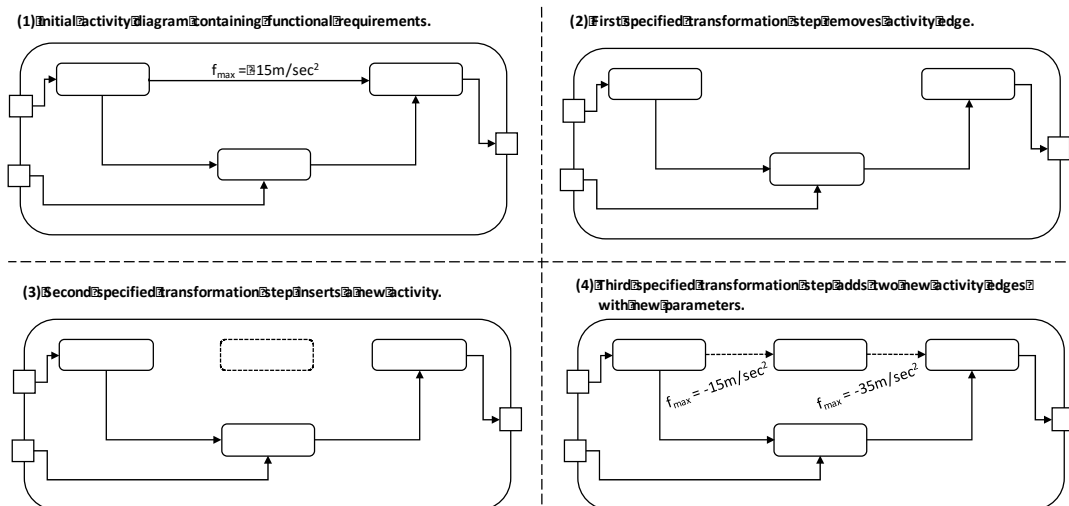 (1) Initial activity diagram containing functional requirements.
(2) First specified transformation step removes activity edge.
f_max = 15m/sec²
(3) Second specified transformation step inserts a new activity.
(4) Third specified transformation step adds two new activity edges
with new parameters.
f_max = -15m/sec²
f_max = -35m/sec²